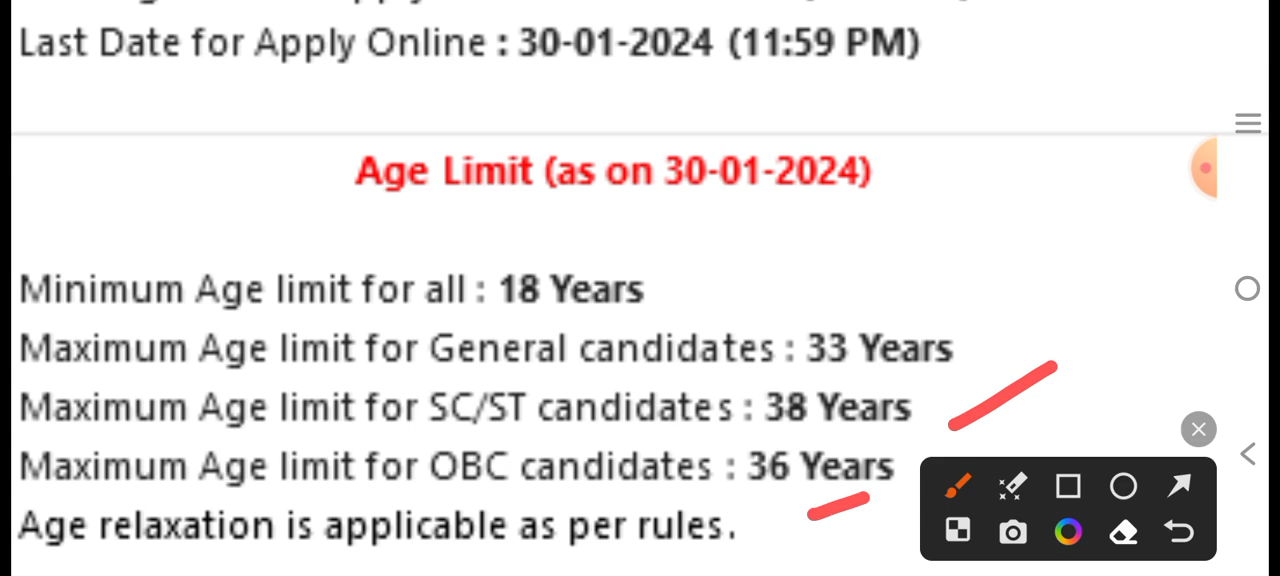 Last Date for Apply Online : 30-01-2024 (11:59 PM)
Age Limit (as on 30-01-2024)
Minimum Age limit for all : 18 Years
Maximum Age limit for General candidates : 33 Years
Maximum Age limit for SC/ST candidates : 38 Years
Maximum Age limit for OBC candidates : 36 Years
Age relaxation is applicable as per rules.